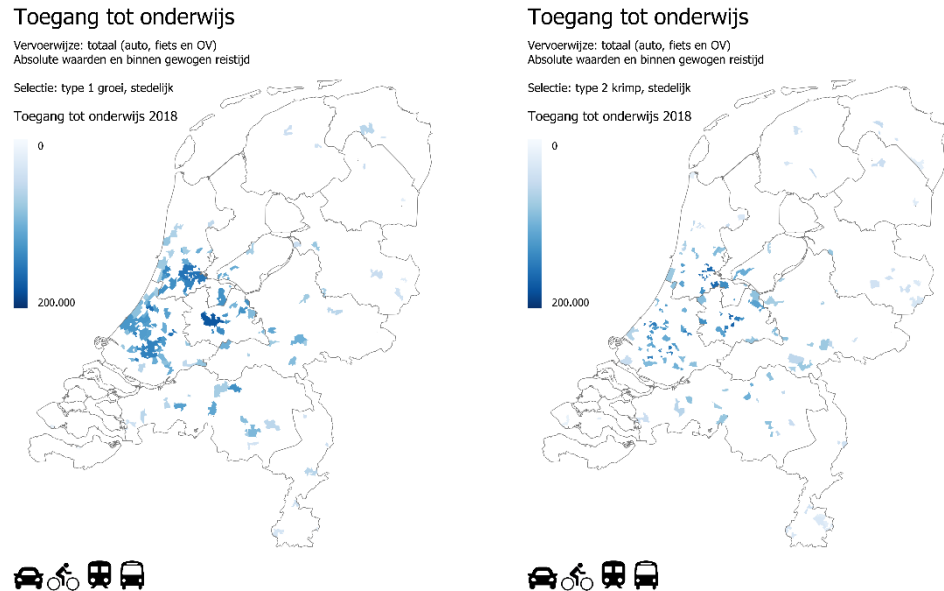 Toegang tot onderwijs
Vervoerwijze: totaal (auto, fiets en OV)
Absolute waarden en binnen gewogen reistijd
Selectie: type 1 groei, stedelijk
Toegang tot onderwijs 2018
0
200.000
Toegang tot onderwijs
Vervoerwijze: totaal (auto, fiets en OV)
Absolute waarden en binnen gewogen reistijd
Selectie: type 2 krimp, stedelijk
Toegang tot onderwijs 2018
0
200.000